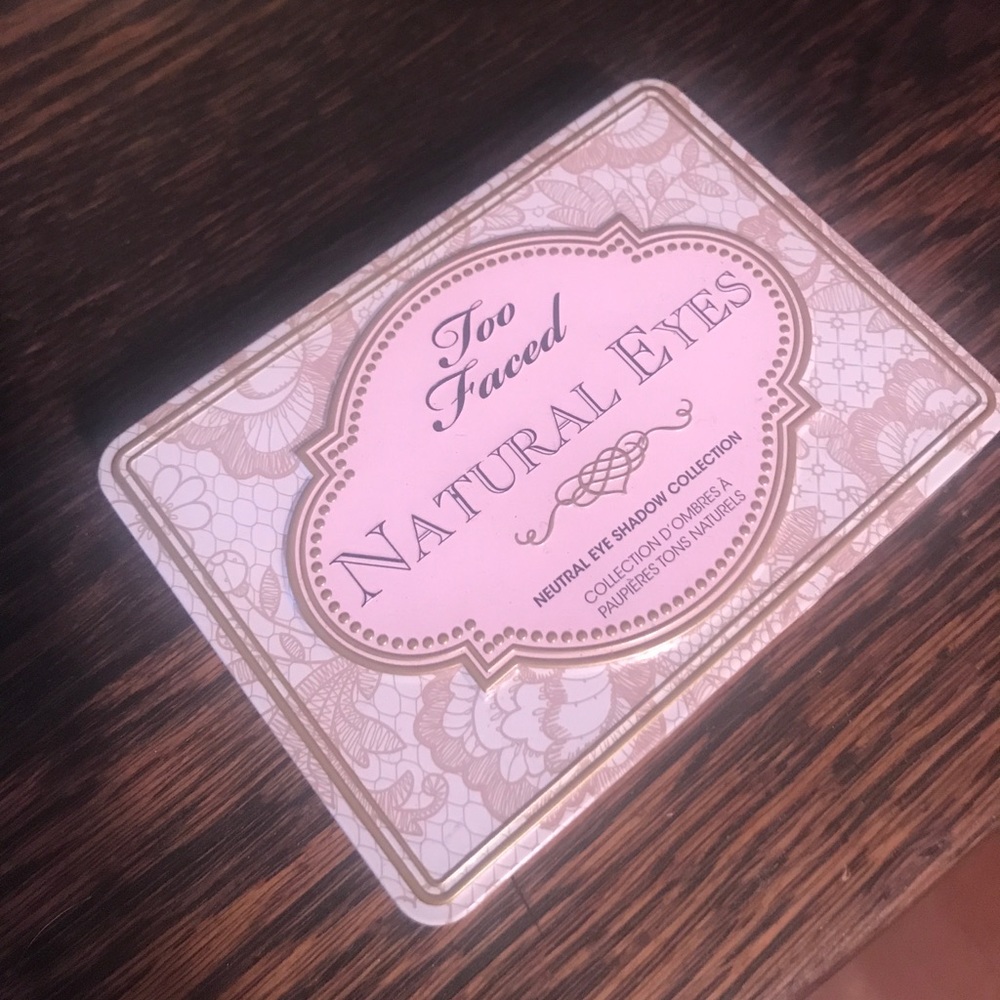 Too
Faced
NATURAL EYES
NEUTRAL EYE SHADOW COLLECTION
COLLECTION D'OMBRES À
PAUPIÈRES TONS NATURELS